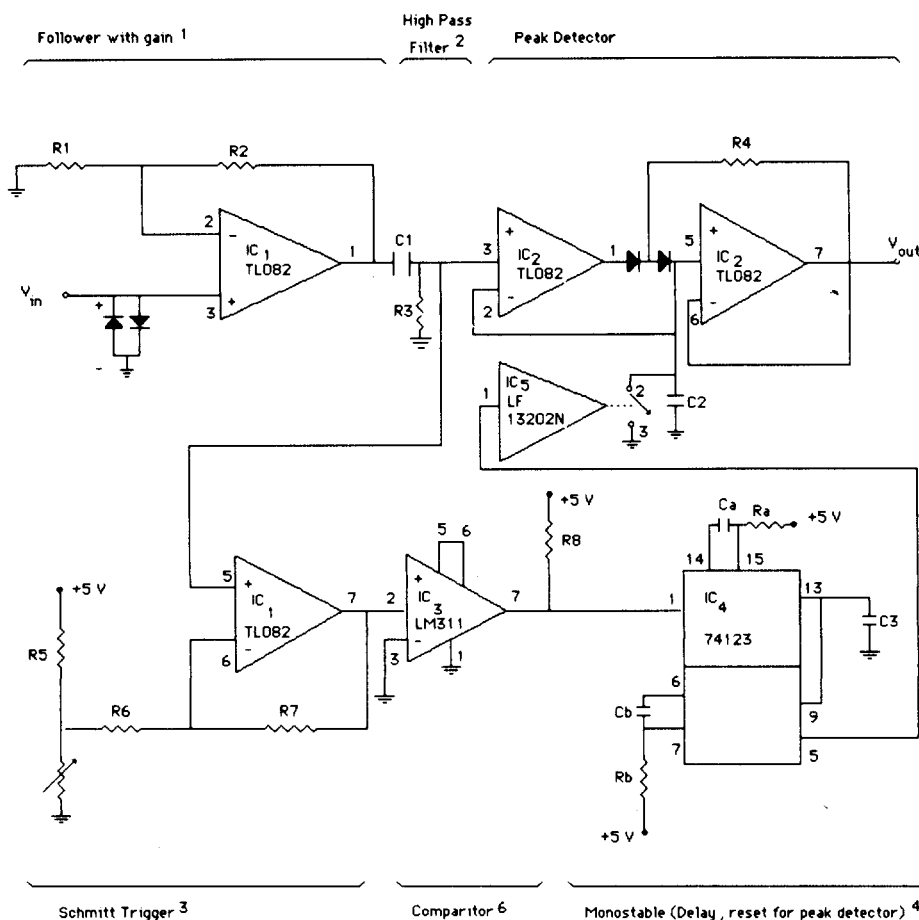 Follower with gain 1
High Pass
Filter 2
Peak Detector
R1
R2
R4
2
-
IC1
TL082
1
C1
3
+
IC2
TL082
1
5
+
IC2
TL082
7
Vout
Vin
+
3
+
-
R3
-
2
-
6
1
IC5
LF
13202N
2
3
C2
+5 V
Ca
Ra
+5 V
5
6
R8
14
15
+5 V
5
+
IC1
TL082
7
2
+
IC3
LM311
7
1
IC4
74123
13
C3
R5
6
-
3
-
1
R6
R7
6
Cb
7
9
5
Rb
+5 V
Schmitt Trigger 3
Comparitor 6
Monostable (Delay, reset for peak detector) 4